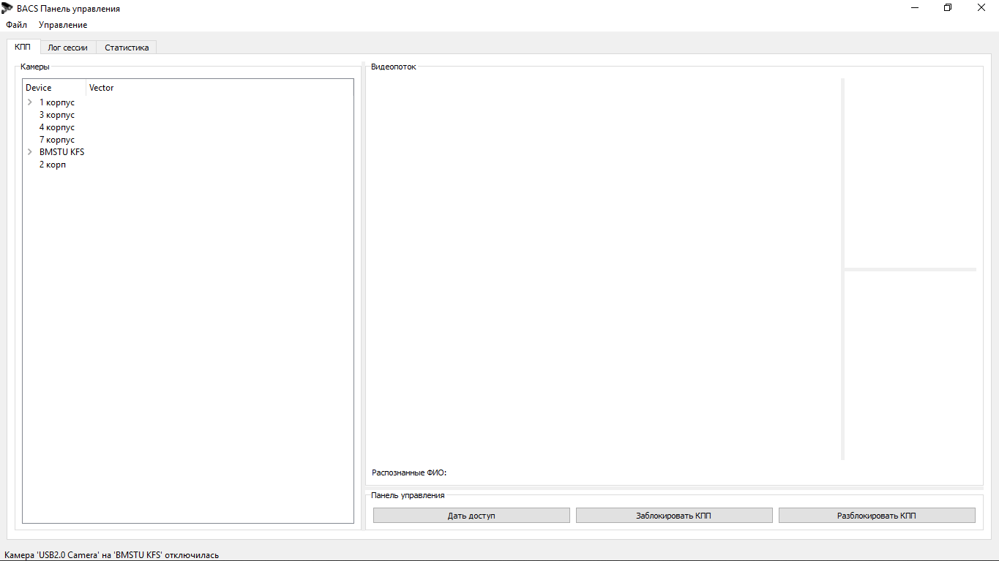 BACS Панель управления
Файл Управление
КПП Лог сессии Статистика
Камеры
Device Vector
1 корпус
3 корпус
4 корпус
7 корпус
BMSTU KFS
2 корп
Видеопоток
Распознанные ФИО:
Панель управления
Дать доступ Заблокировать КПП Разблокировать КПП
Камера 'USB2.0 Camera' на 'BMSTU KFS' отключилась